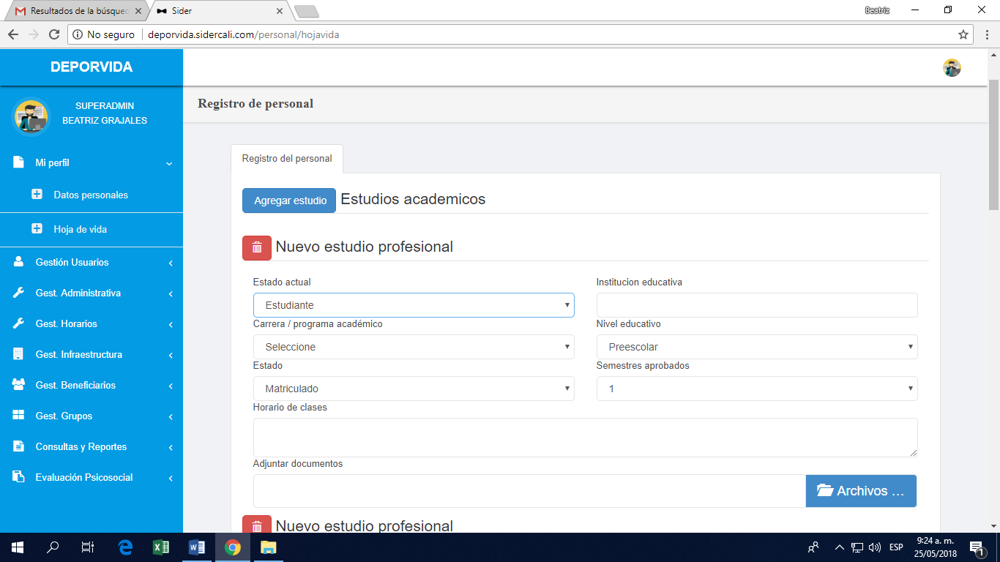 Resultados de la búsqued
Sider
Beatriz
No seguro
deporvida.sidercali.com/personal/hojavida
DEPORVIDA
SUPERADMIN
BEATRIZ GRAJALES
Registro de personal
Mi perfil
Datos personales
Hoja de vida
Gestión Usuarios
Gest. Administrativa
Gest. Horarios
Gest. Infraestructura
Gest. Beneficiarios
Gest. Grupos
Consultas y Reportes
Evaluación Psicosocial
Registro del personal
Agregar estudio Estudios academicos
Nuevo estudio profesional
Estado actual
Institucion educativa
Estudiante
Carrera / programa académico
Nivel educativo
Seleccione
Preescolar
Estado
Semestres aprobados
Matriculado
1
Horario de clases
Adjuntar documentos
Archivos ...
Nuevo estudio profesional
ESP
9:24 a. m.
25/05/2018
1